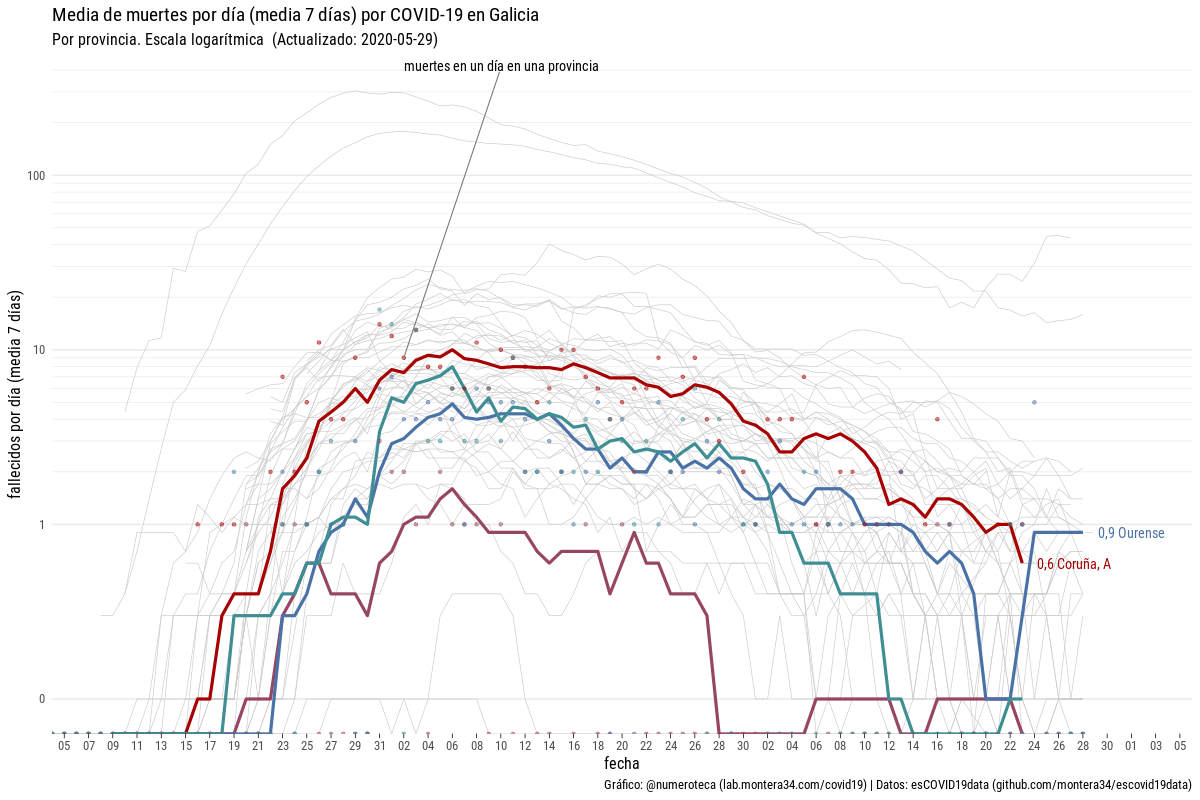 Media de muertes por día (media 7 días) por COVID-19 en Galicia
Por provincia. Escala logarítmica (Actualizado: 2020-05-29)
muertes en un día en una provincia
fallecidos por día (media 7 días)
100
10
1
0
0,9 Ourense
0,6 Coruña, A
05 07 09 11 13 15 17 19 21 23 25 27 29 31 02 04 06 08 10 12 14 16 18 20 22 24 26 28 30 02 04 06 08 10 12 14 16 18 20 22 24 26 28 30 01 03 05
fecha
Gráfico: @numeroteca (lab.montera34.com/covid19) | Datos: esCOVID19data (github.com/montera34/escovid19data)